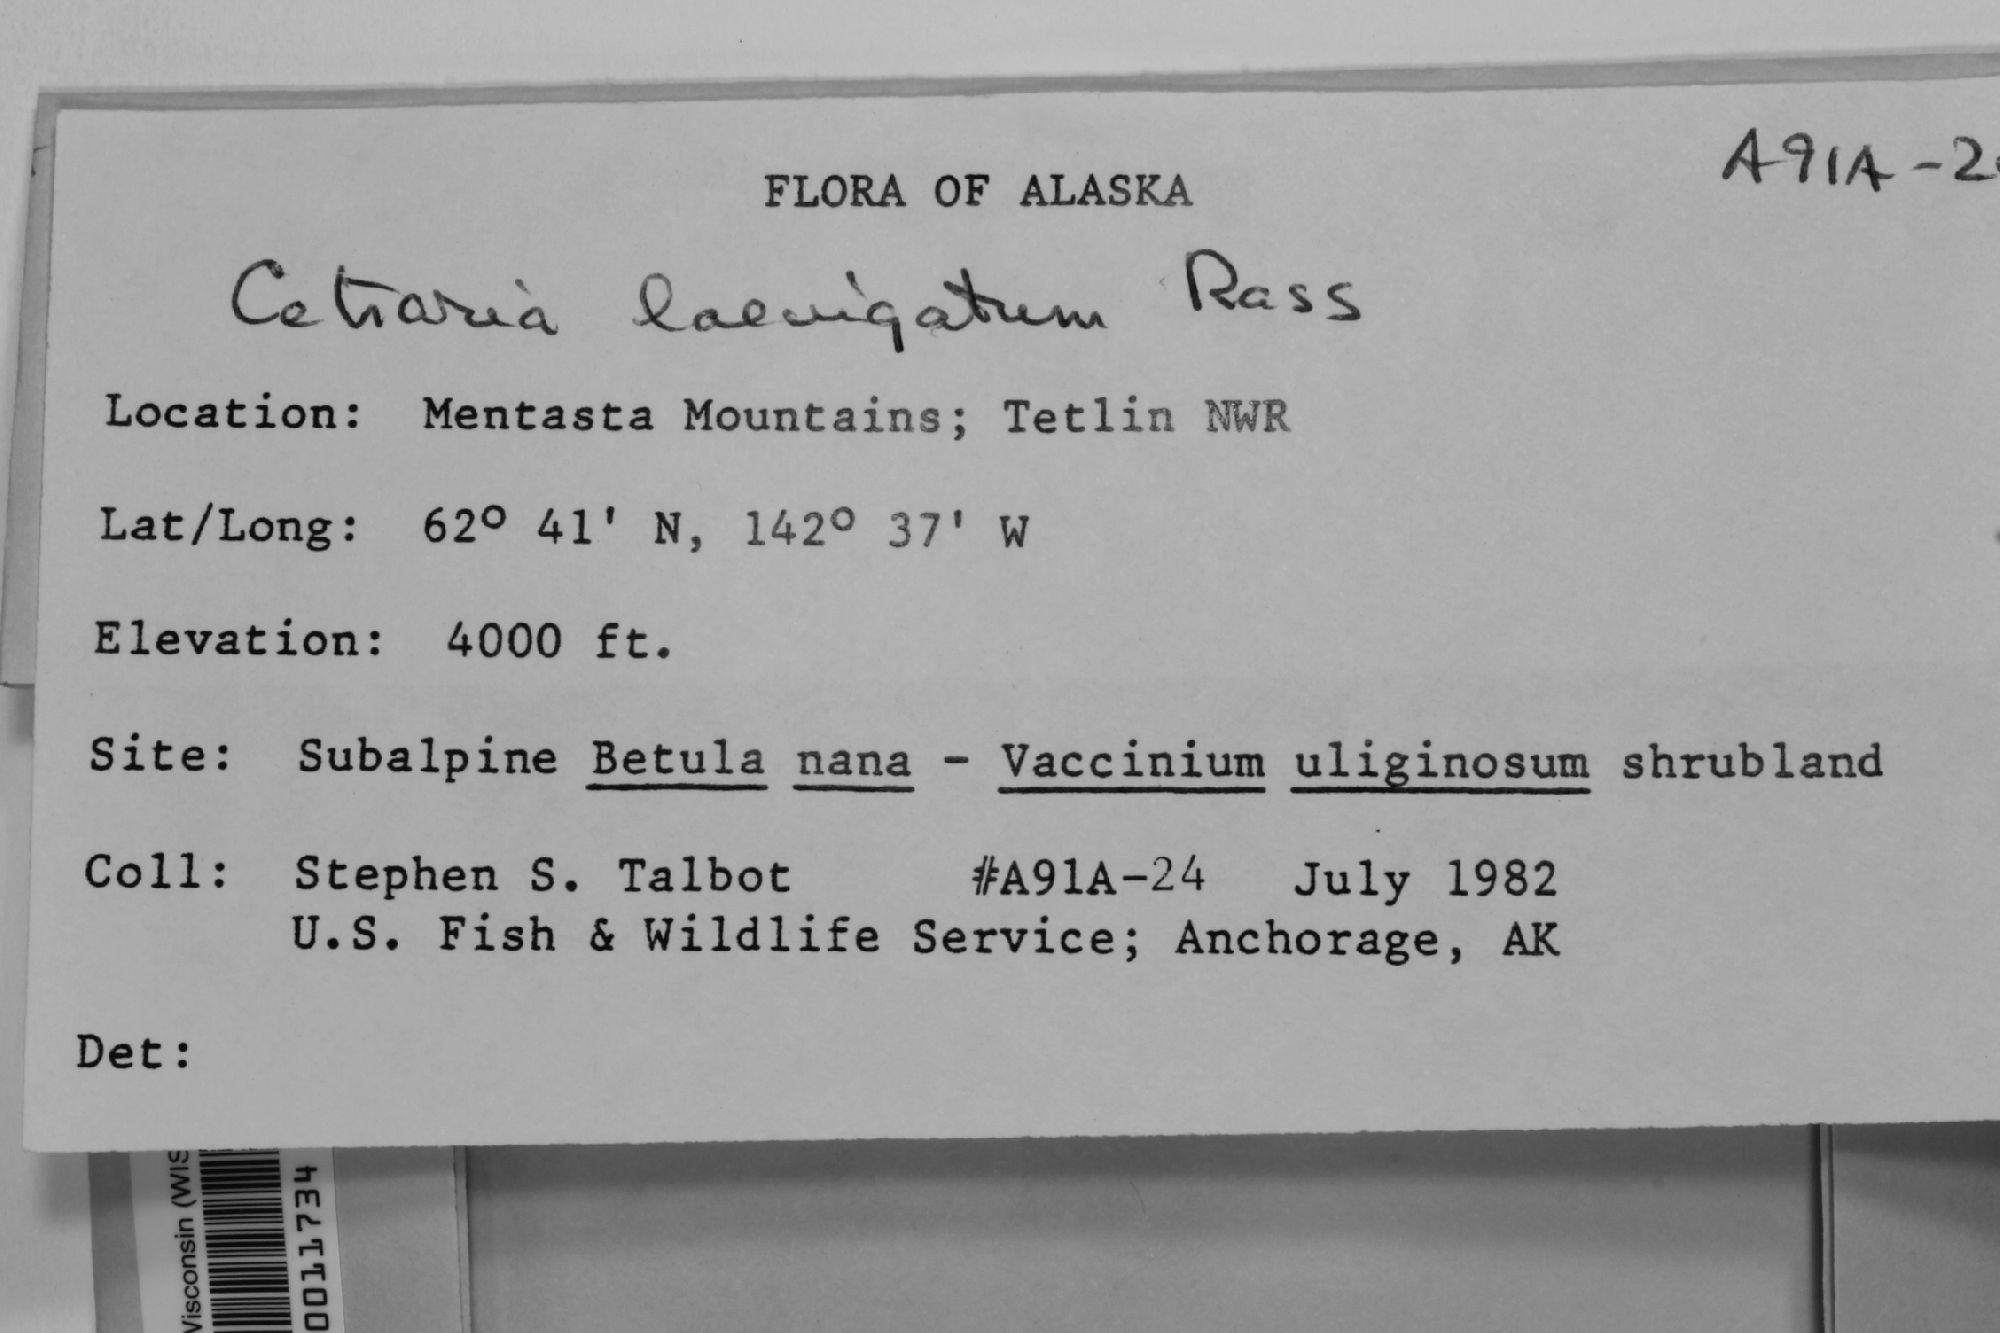 A91A-2
FLORA OF ALASKA
Cetraria laevigatum Rass
Location: Mentasta Mountains; Tetlin NWR
Lat/Long: 62° 41' N, 142° 37' W
Elevation: 4000 ft.
Site: Subalpine Betula nana - Vaccinium uliginosum shrubland
Coll: Stephen S. Talbot #A91A-24 July 1982
U.S. Fish & Wildlife Service; Anchorage, AK
Det:
Wisconsin (WIS
0011734